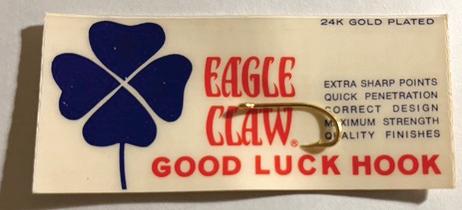 24K GOLD PLATED
EAGLE
CLAW®
EXTRA SHARP POINTS
QUICK PENETRATION
CORRECT DESIGN
MAXIMUM STRENGTH
QUALITY FINISHES
GOOD LUCK HOOK